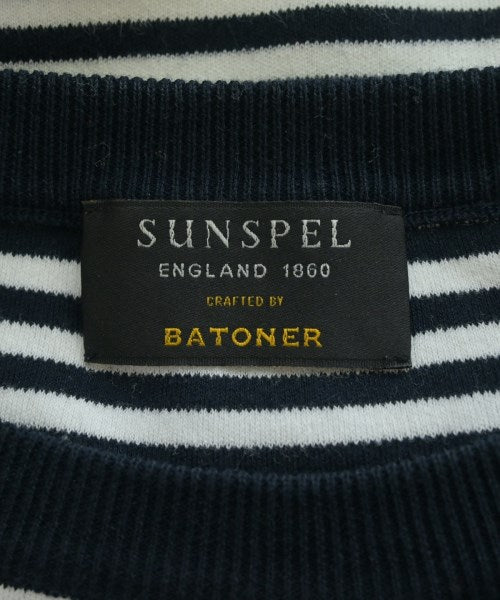 SUNSPEL
ENGLAND 1860
CRAFTED BY
BATONER